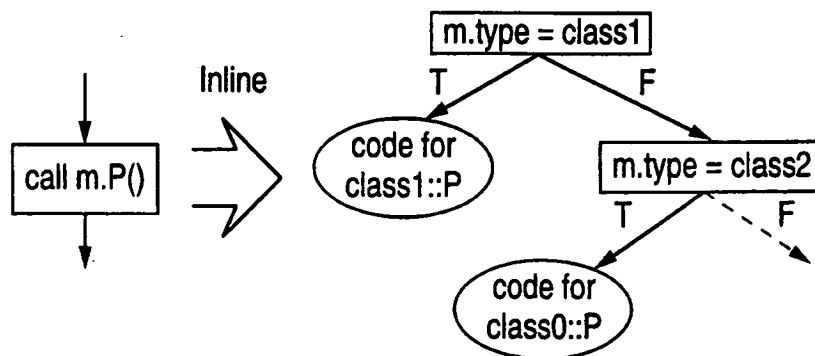 m.type = class1
T
F
Inline
code for
class1::P
call m.P()
m.type = class2
T
F
code for
class0::P